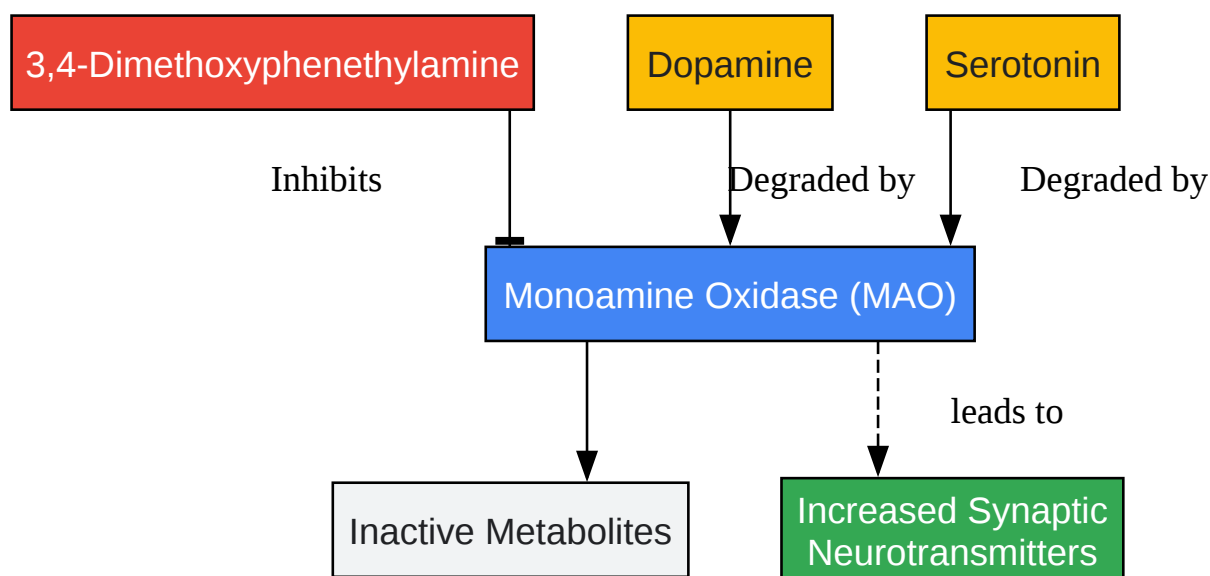 3,4-Dimethoxyphenethylamine
Dopamine
Serotonin
Inhibits
Degraded by
Degraded by
Monoamine Oxidase (MAO)
leads to
Inactive Metabolites
Increased Synaptic
Neurotransmitters